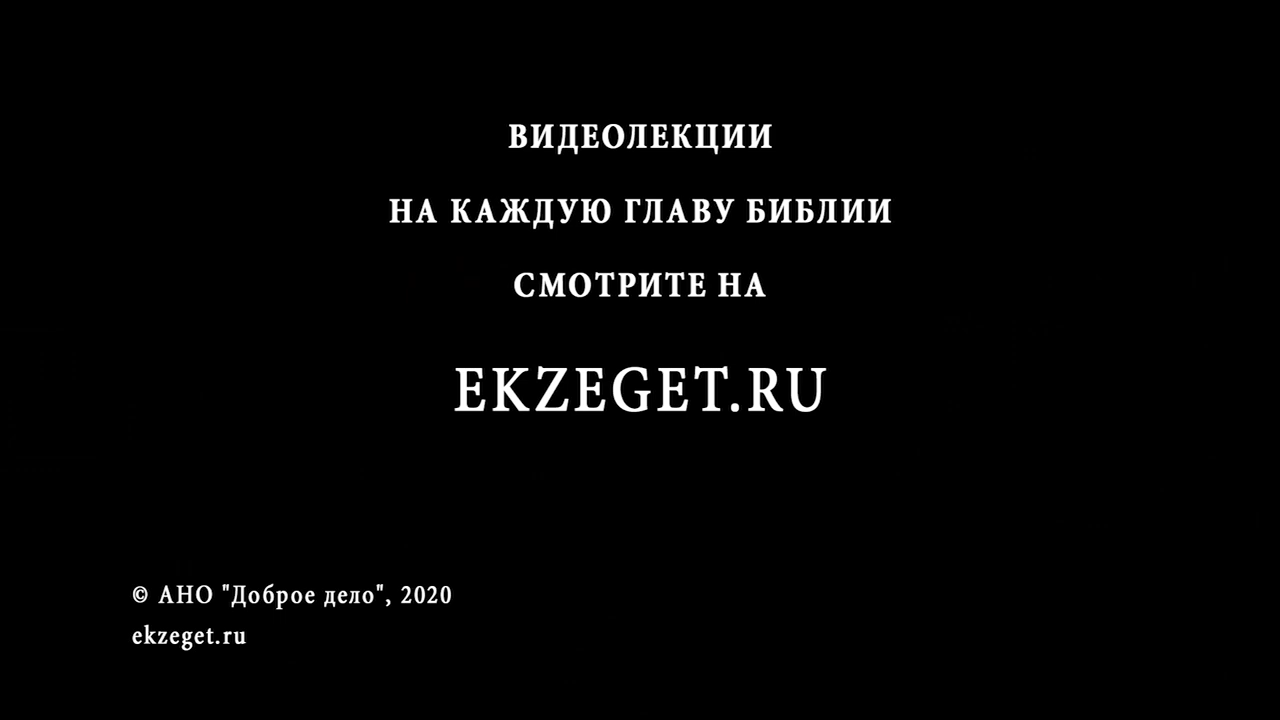 ВИДЕОЛЕКЦИИ
НА КАЖДУЮ ГЛАВУ БИБЛИИ
СМОТРИТЕ НА
EKZEGET.RU
© АНО "Доброе дело", 2020
ekzeget.ru